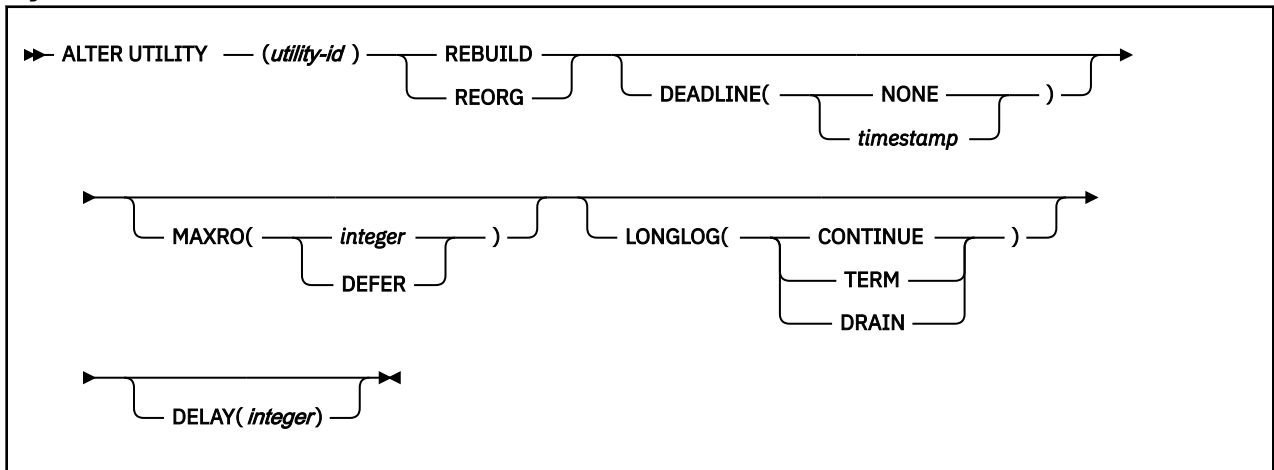 ALTER UTILITY (utility-id ) REBUILD
REORG
DEADLINE( NONE )
timestamp
MAXRO( integer )
DEFER
LONGLOG( CONTINUE )
TERM
DRAIN
DELAY( integer)